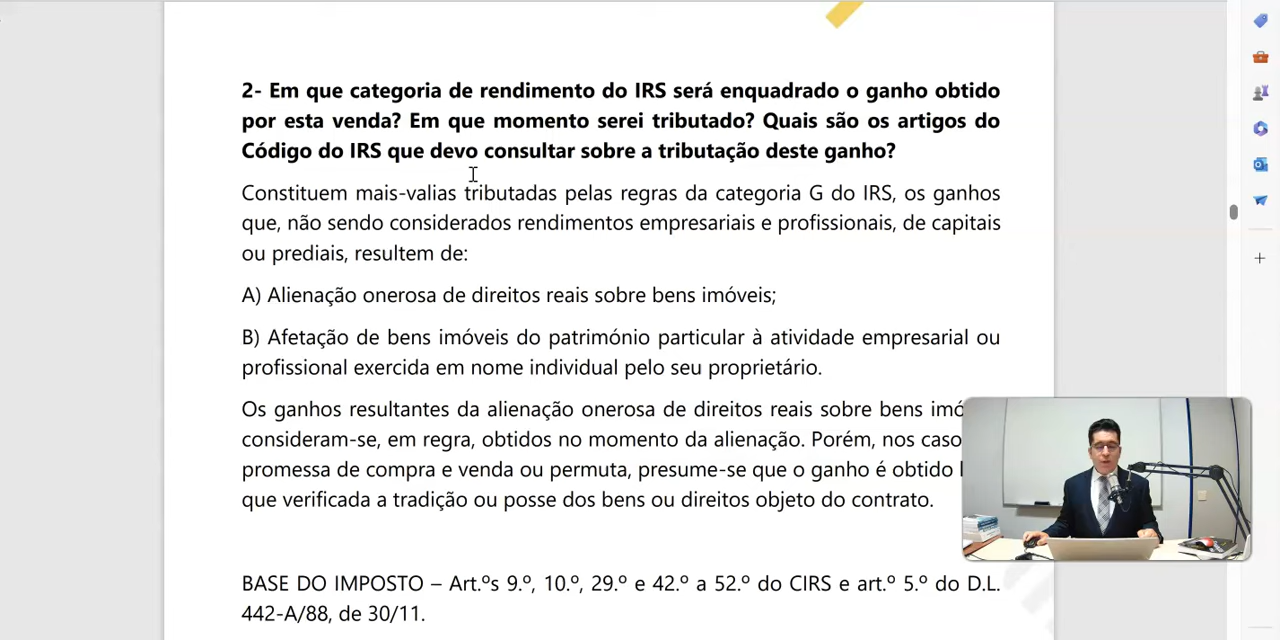 2- Em que categoria de rendimento do IRS será enquadrado o ganho obtido
por esta venda? Em que momento serei tributado? Quais são os artigos do
Código do IRS que devo consultar sobre a tributação deste ganho?
Constituem mais-valias tributadas pelas regras da categoria G do IRS, os ganhos
que, não sendo considerados rendimentos empresariais e profissionais, de capitais
ou prediais, resultem de:
A) Alienação onerosa de direitos reais sobre bens imóveis;
B) Afetação de bens imóveis do património particular à atividade empresarial ou
profissional exercida em nome individual pelo seu proprietário.
Os ganhos resultantes da alienação onerosa de direitos reais sobre bens
consideram-se, em regra, obtidos no momento da alienação. Porém, nos
promessa de compra e venda ou permuta, presume-se que o ganho é obtido
que verificada a tradição ou posse dos bens ou direitos objeto do contrato.
BASE DO IMPOSTO – Art.ºs 9.º, 10.º, 29.º e 42.º a 52.º do CIRS e art.º 5.º do D.L.
442-A/88, de 30/11.